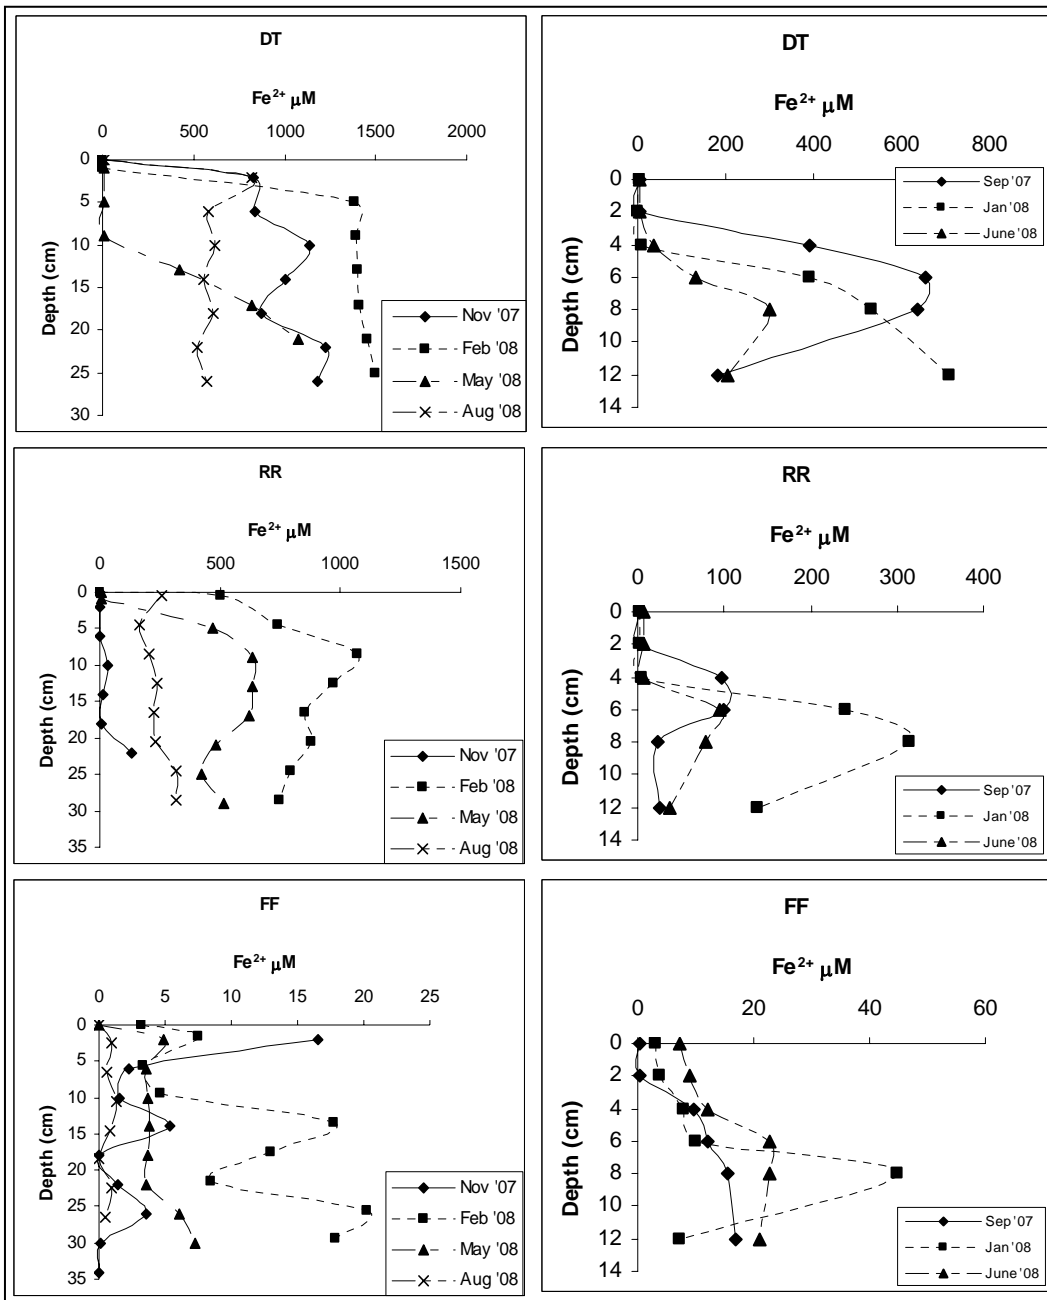 DT
Fe²⁺ μM
0 500 1000 1500 2000
0
5
10
15
20
25
30
Depth (cm)
Nov '07
Feb '08
May '08
Aug '08
DT
Fe²⁺ μM
0 200 400 600 800
0
2
4
6
8
10
12
14
Depth (cm)
Sep'07
Jan'08
June'08
RR
Fe²⁺ μM
0 500 1000 1500
0
5
10
15
20
25
30
35
Depth (cm)
Nov '07
Feb '08
May '08
Aug '08
RR
Fe²⁺ μM
0 100 200 300 400
0
2
4
6
8
10
12
14
Depth (cm)
Sep'07
Jan'08
June'08
FF
Fe²⁺ μM
0 5 10 15 20 25
0
5
10
15
20
25
30
35
Depth (cm)
Nov '07
Feb '08
May '08
Aug '08
FF
Fe²⁺ μM
0 20 40 60
0
2
4
6
8
10
12
14
Depth (cm)
Sep'07
Jan'08
June'08